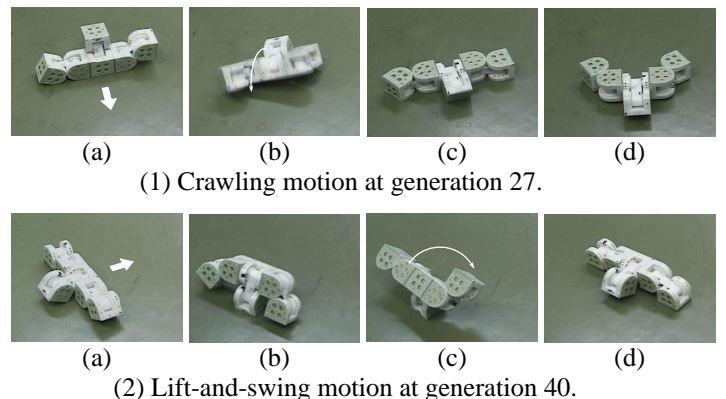 (a) (b) (c) (d)
(1) Crawling motion at generation 27.
(a) (b) (c) (d)
(2) Lift-and-swing motion at generation 40.